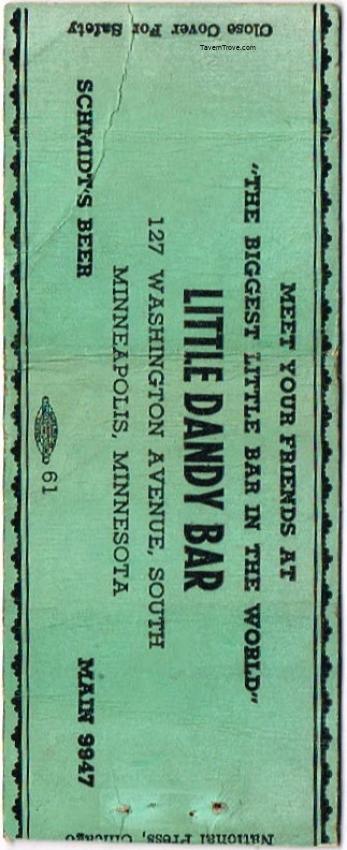 Close Cover For Safety
TavernTrove.com
MEET YOUR FRIENDS AT
"THE BIGGEST LITTLE BAR IN THE WORLD"
LITTLE DANDY BAR
127 WASHINGTON AVENUE, SOUTH
MINNEAPOLIS, MINNESOTA
SCHMIDT'S BEER
MAIN 9947
61
National Press, Chicago